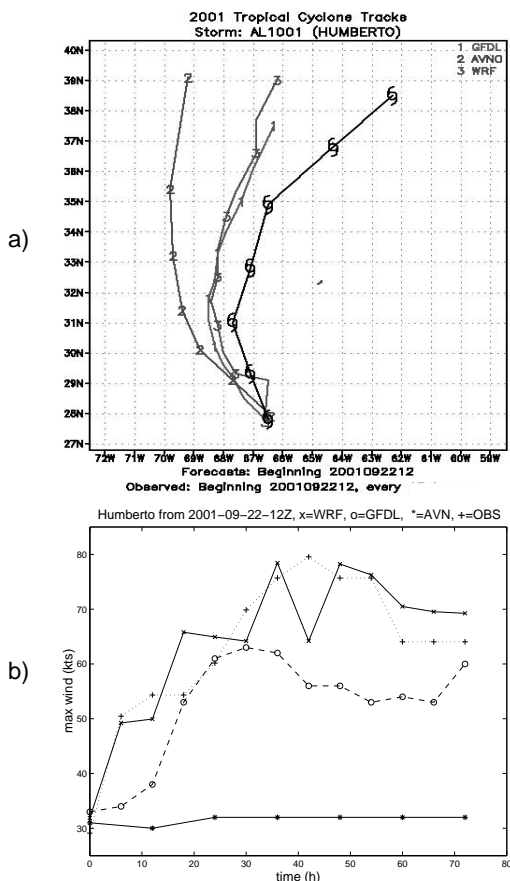 2001 Tropical Cyclone Tracks
Storm: AL1001 (HUMBERTO)
1 GFDL
2 AVNO
3 WRF
40N
39N
38N
37N
36N
35N
34N
33N
32N
31N
30N
29N
28N
27N
a)
72W 71W 70W 69W 68W 67W 66W 65W 64W 63W 62W 61W 60W 59W
Forecasts: Beginning 2001092212
Observed: Beginning 2001092212, every
Humberto from 2001-09-22-12Z, x=WRF, o=GFDL, *=AVN, +=OBS
80
70
60
50
40
30
max wind (kts)
b)
0 10 20 30 40 50 60 70 80
time (h)